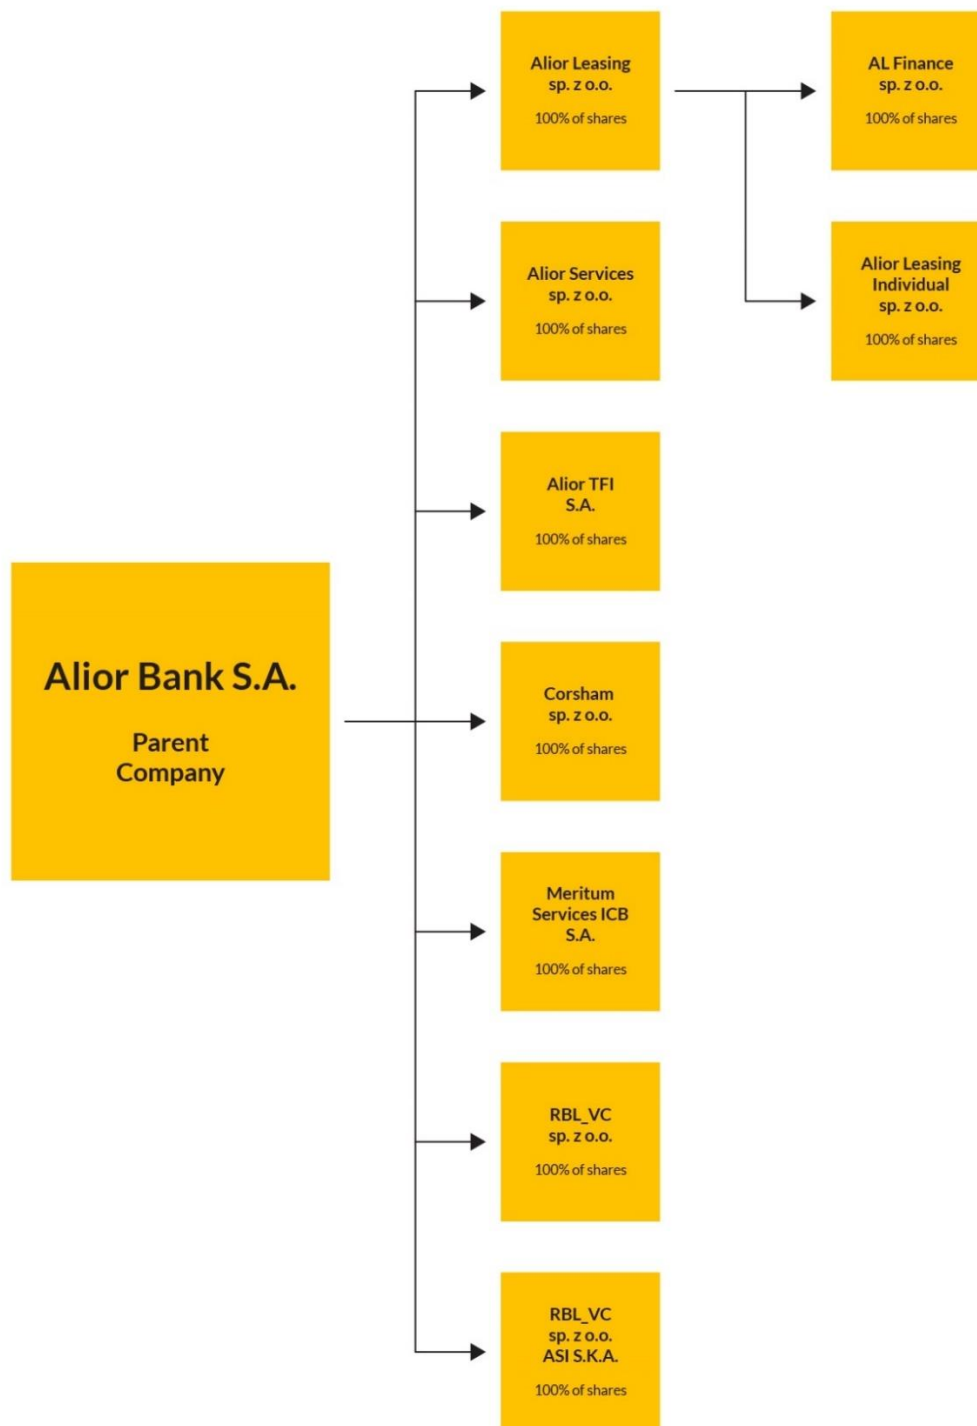 Alior Bank S.A.
Parent
Company
Alior Leasing
sp. z o.o.
100% of shares
AL Finance
sp. z o.o.
100% of shares
Alior Services
sp. z o.o.
100% of shares
Alior Leasing
Individual
sp. z o.o.
100% of shares
Alior TFI
S.A.
100% of shares
Corsham
sp. z o.o.
100% of shares
Meritum
Services ICB
S.A.
100% of shares
RBL_VC
sp. z o.o.
100% of shares
RBL_VC
sp. z o.o.
ASI S.K.A.
100% of shares